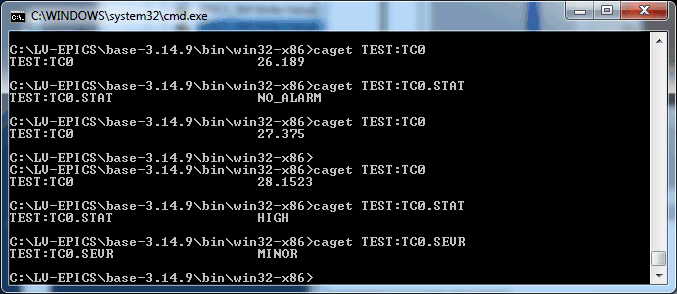 C:\WINDOWS\system32\cmd.exe
C:\LV-EPICS\base-3.14.9\bin\win32-x86>caget TEST:TC0
TEST:TC0                       26.189
C:\LV-EPICS\base-3.14.9\bin\win32-x86>caget TEST:TC0.STAT
TEST:TC0.STAT                  NO_ALARM
C:\LV-EPICS\base-3.14.9\bin\win32-x86>caget TEST:TC0
TEST:TC0                       27.375
C:\LV-EPICS\base-3.14.9\bin\win32-x86>
C:\LV-EPICS\base-3.14.9\bin\win32-x86>caget TEST:TC0
TEST:TC0                       28.1523
C:\LV-EPICS\base-3.14.9\bin\win32-x86>caget TEST:TC0.STAT
TEST:TC0.STAT                  HIGH
C:\LV-EPICS\base-3.14.9\bin\win32-x86>caget TEST:TC0.SEVR
TEST:TC0.SEVR                  MINOR
C:\LV-EPICS\base-3.14.9\bin\win32-x86>